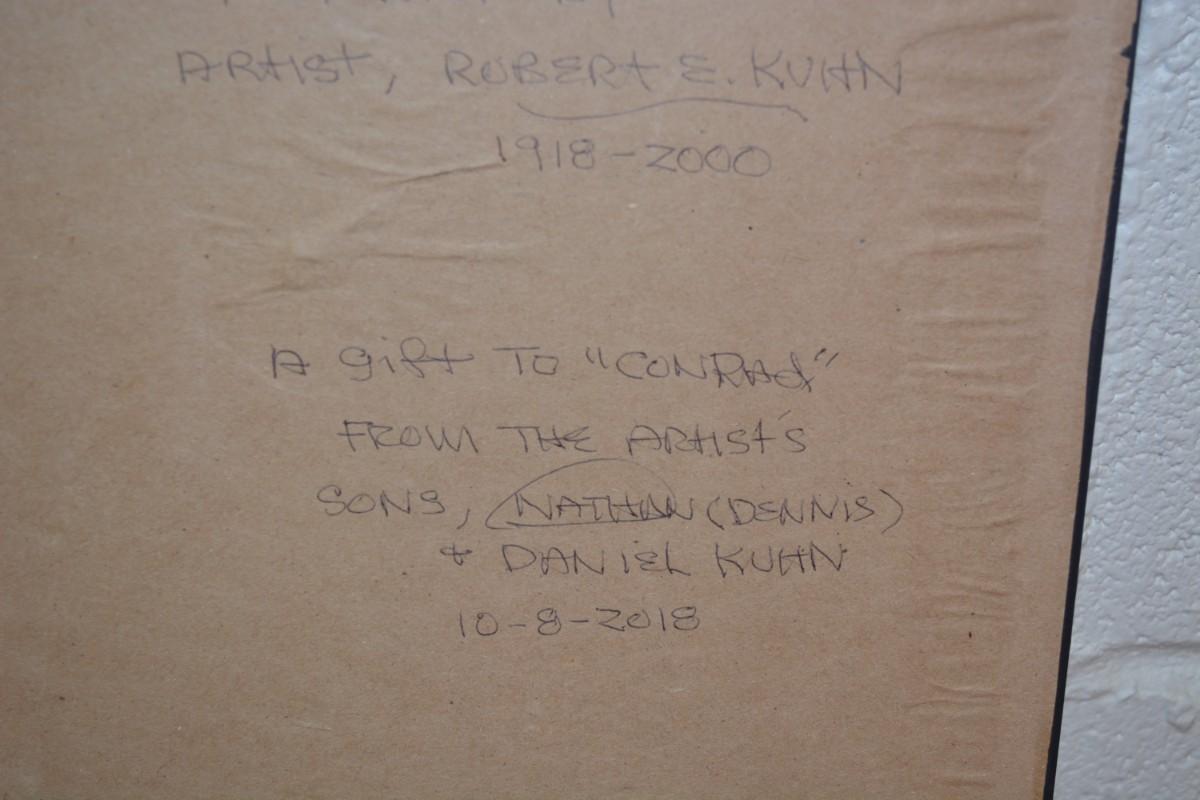 ARTIST, ROBERT E. KUHN
1918-2000
A gift TO "CONRAd"
FROM THE ARTIST'S
SONS, NATHAN (DENNIS)
+ DANIEL KUHN
10-8-2018